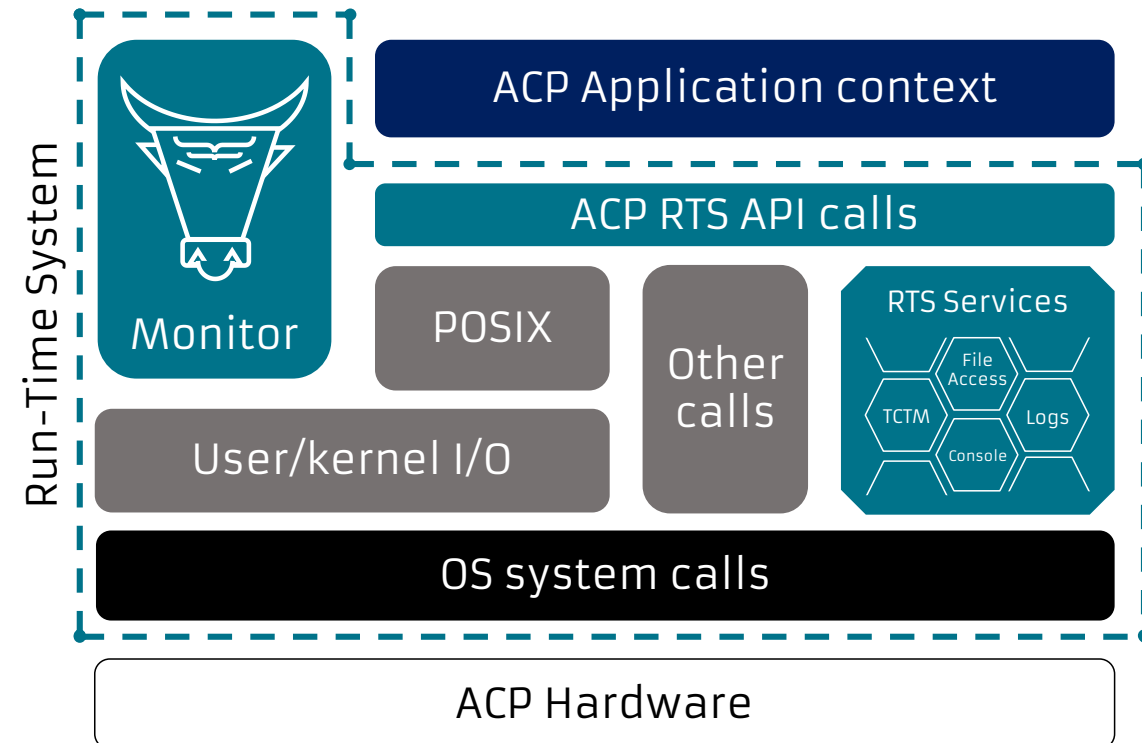 Run-Time System
Monitor
ACP Application context
ACP RTS API calls
POSIX
Other
calls
RTS Services
File
Access
TCTM
Logs
Console
User/kernel I/O
OS system calls
ACP Hardware